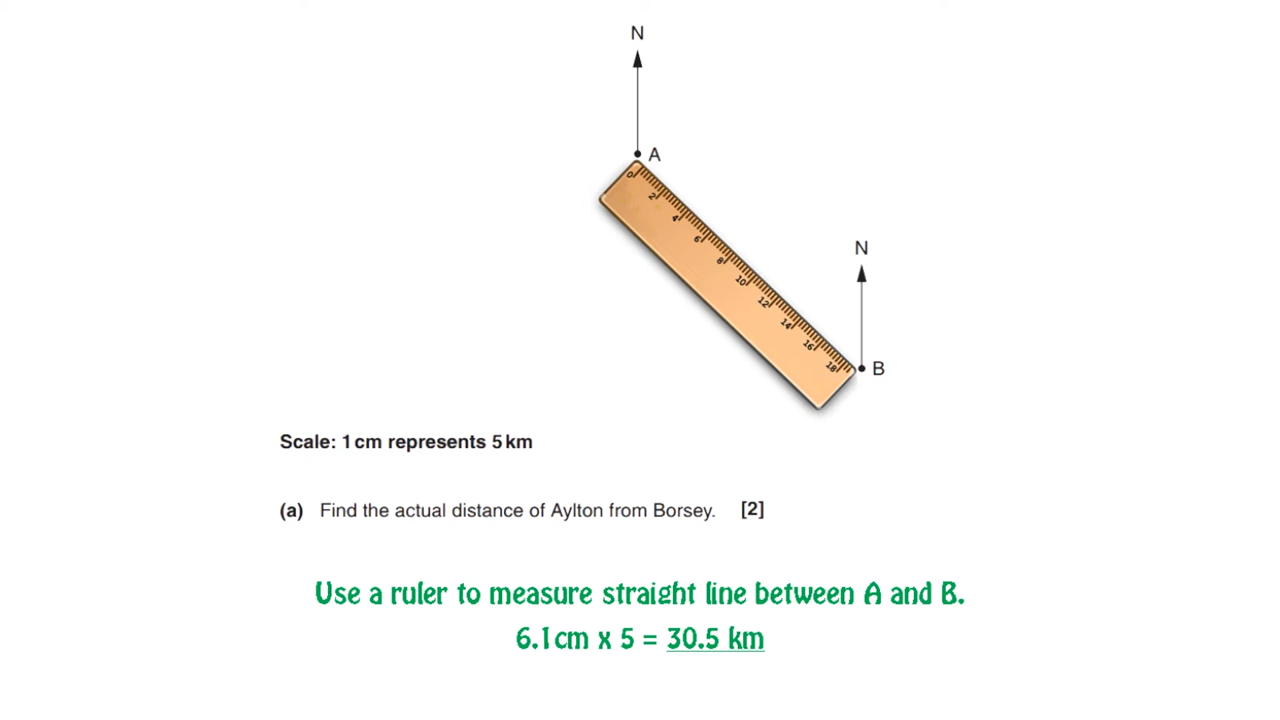 N
A
0
2
4
6
8
10
12
14
16
18
N
B
Scale: 1 cm represents 5 km
(a) Find the actual distance of Aylton from Borsey. [2]
Use a ruler to measure straight line between A and B.
6.1cm x 5 = 30.5 km